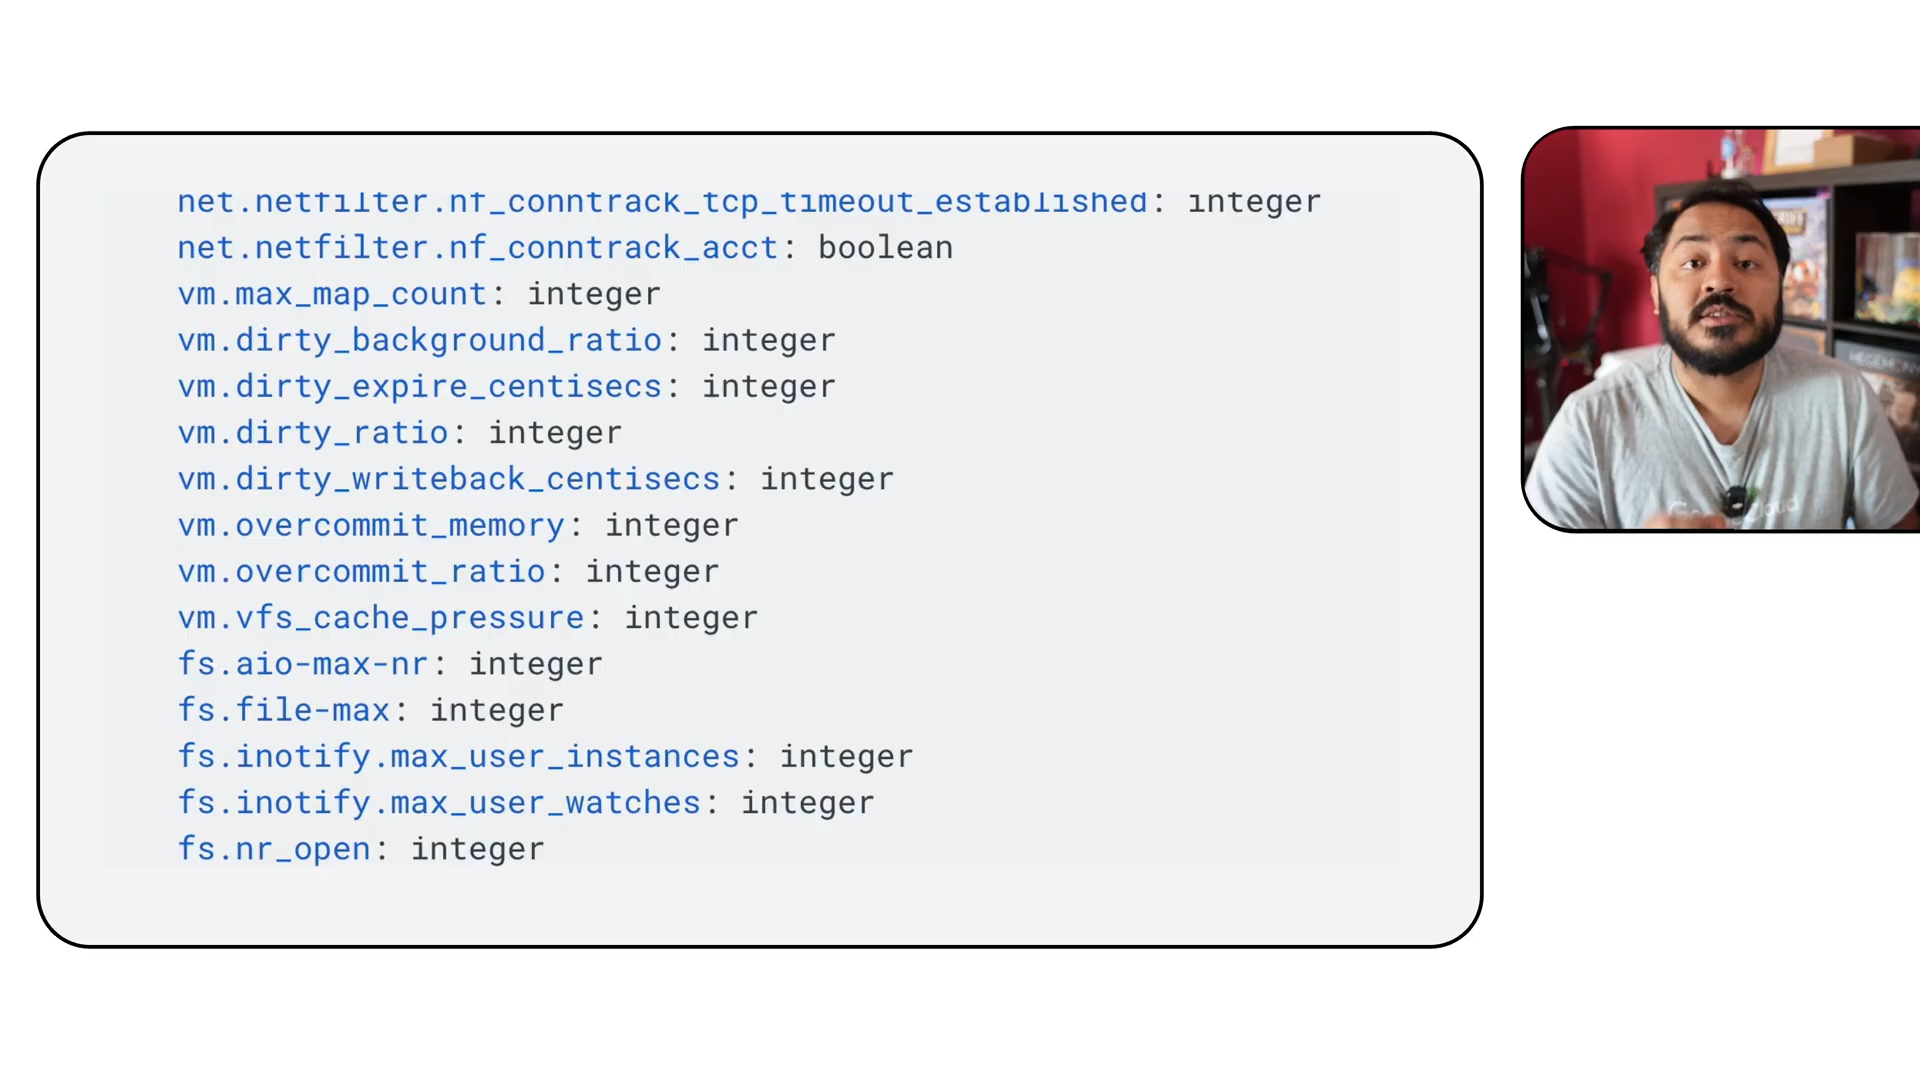 net.netfilter.nf_conntrack_tcp_timeout_established: integer
net.netfilter.nf_conntrack_acct: boolean
vm.max_map_count: integer
vm.dirty_background_ratio: integer
vm.dirty_expire_centisecs: integer
vm.dirty_ratio: integer
vm.dirty_writeback_centisecs: integer
vm.overcommit_memory: integer
vm.overcommit_ratio: integer
vm.vfs_cache_pressure: integer
fs.aio-max-nr: integer
fs.file-max: integer
fs.inotify.max_user_instances: integer
fs.inotify.max_user_watches: integer
fs.nr_open: integer